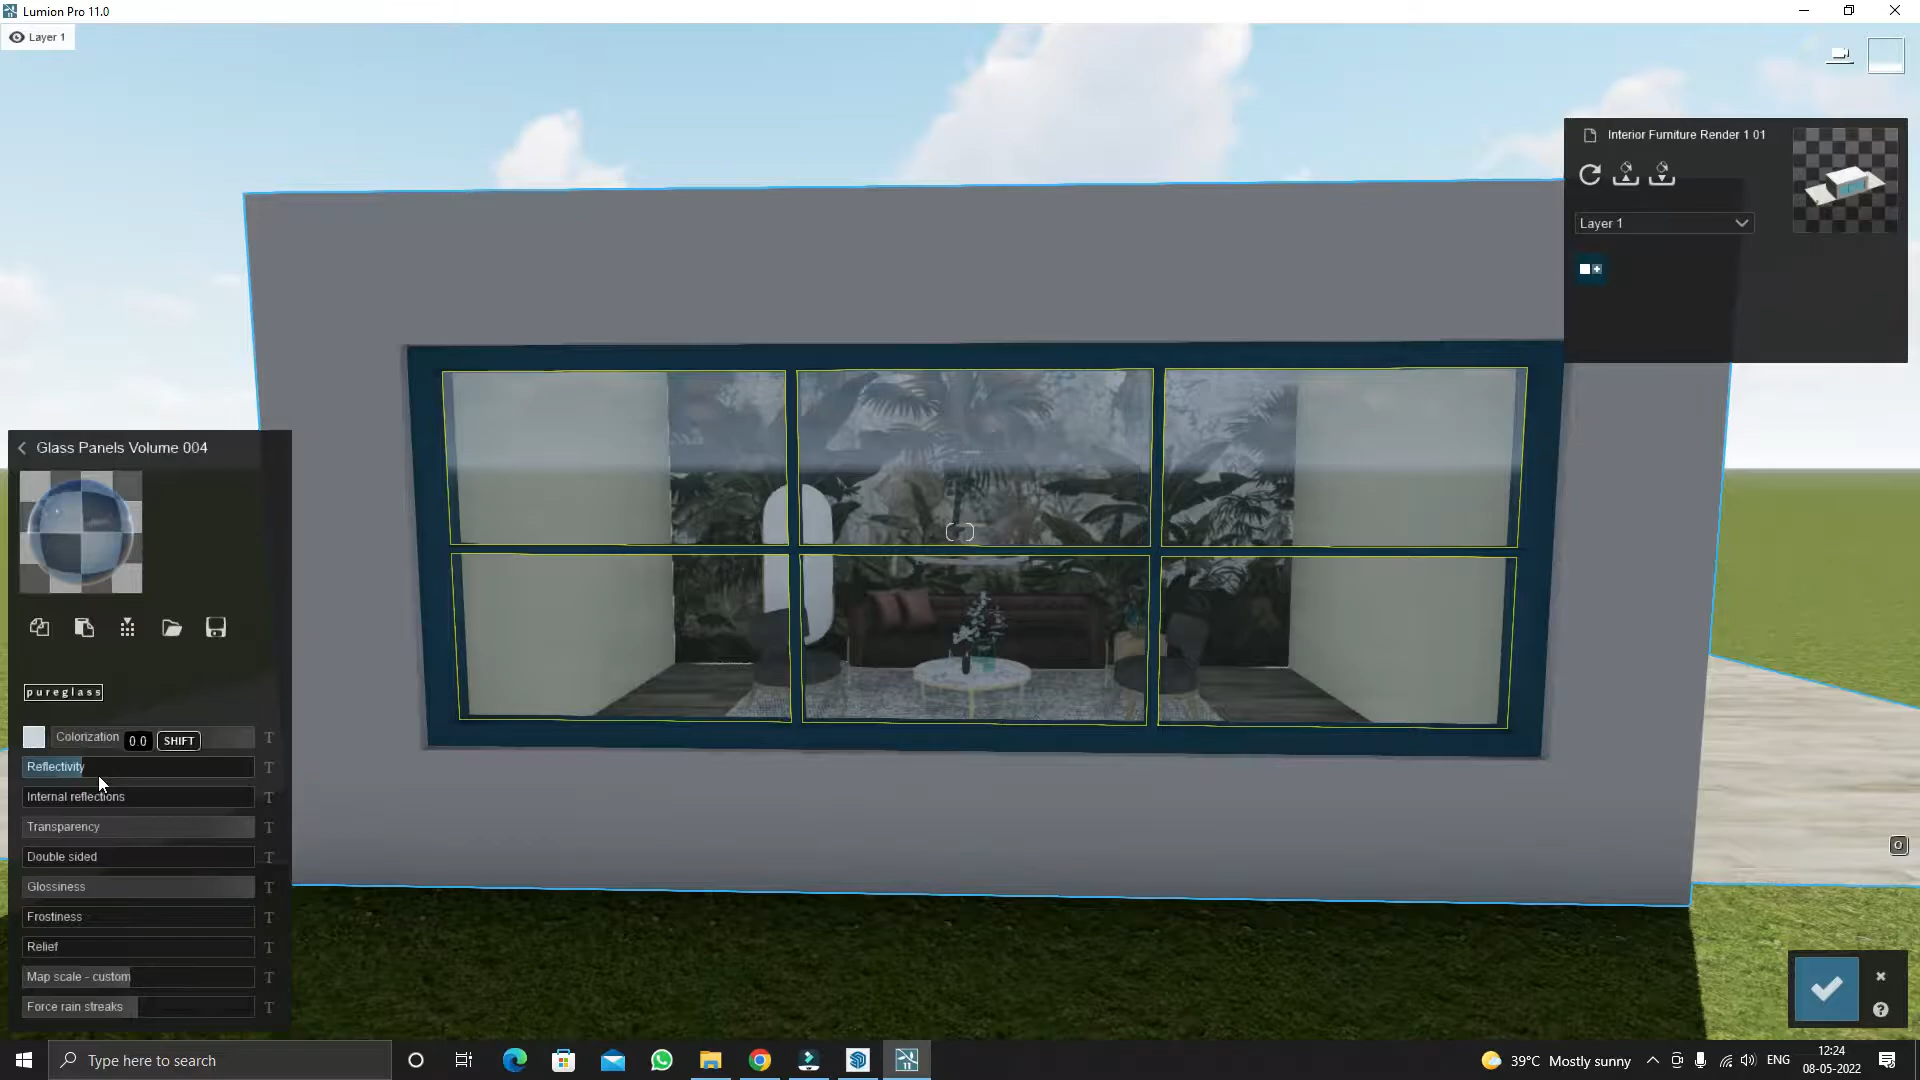 Lumion Pro 11.0
Layer 1
Interior Furniture Render 1 01
Layer 1
Glass Panels Volume 004
pureglass
Colorization
0.0
SHIFT
T
Reflectivity
T
Internal reflections
T
Transparency
T
Double sided
T
Glossiness
T
Frostiness
T
Relief
T
Map scale - custom
T
Force rain streaks
T
O
Type here to search
39°C Mostly sunny
ENG
12:24
08-05-2022